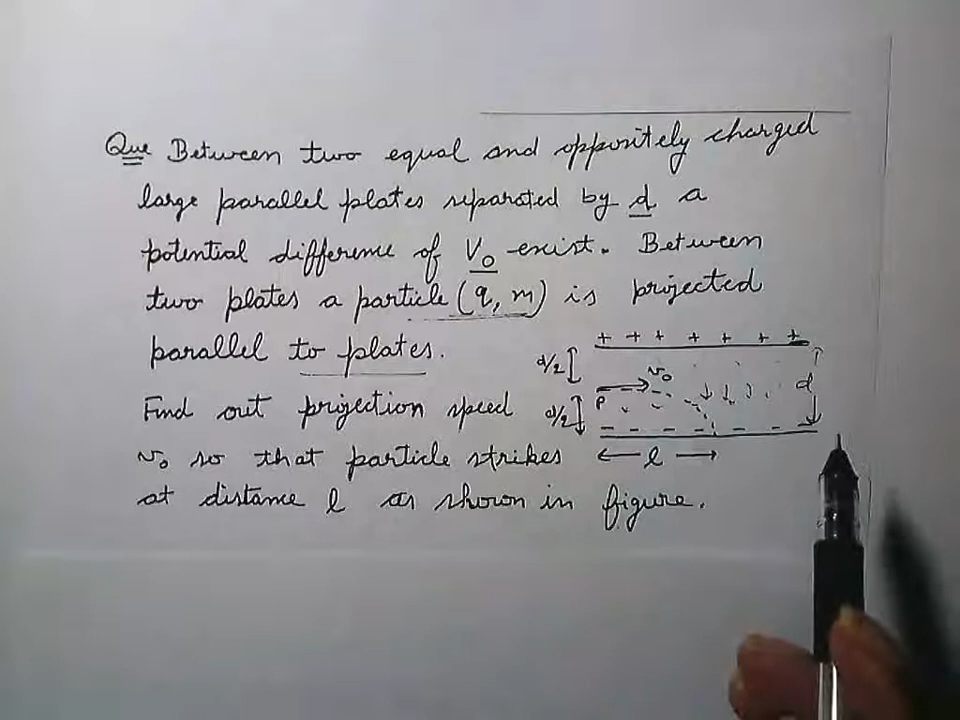 Que Between two equal and oppositely charged
large parallel plates separated by d a
potential difference of V₀ exist. Between
two plates a particle (q, m) is projected
parallel to plates.
Find out projection speed
v₀ so that particle strikes
at distance l as shown in figure.
+ + + + + + +
d/2
v₀
P
d
d/2
- - - - - - -
l